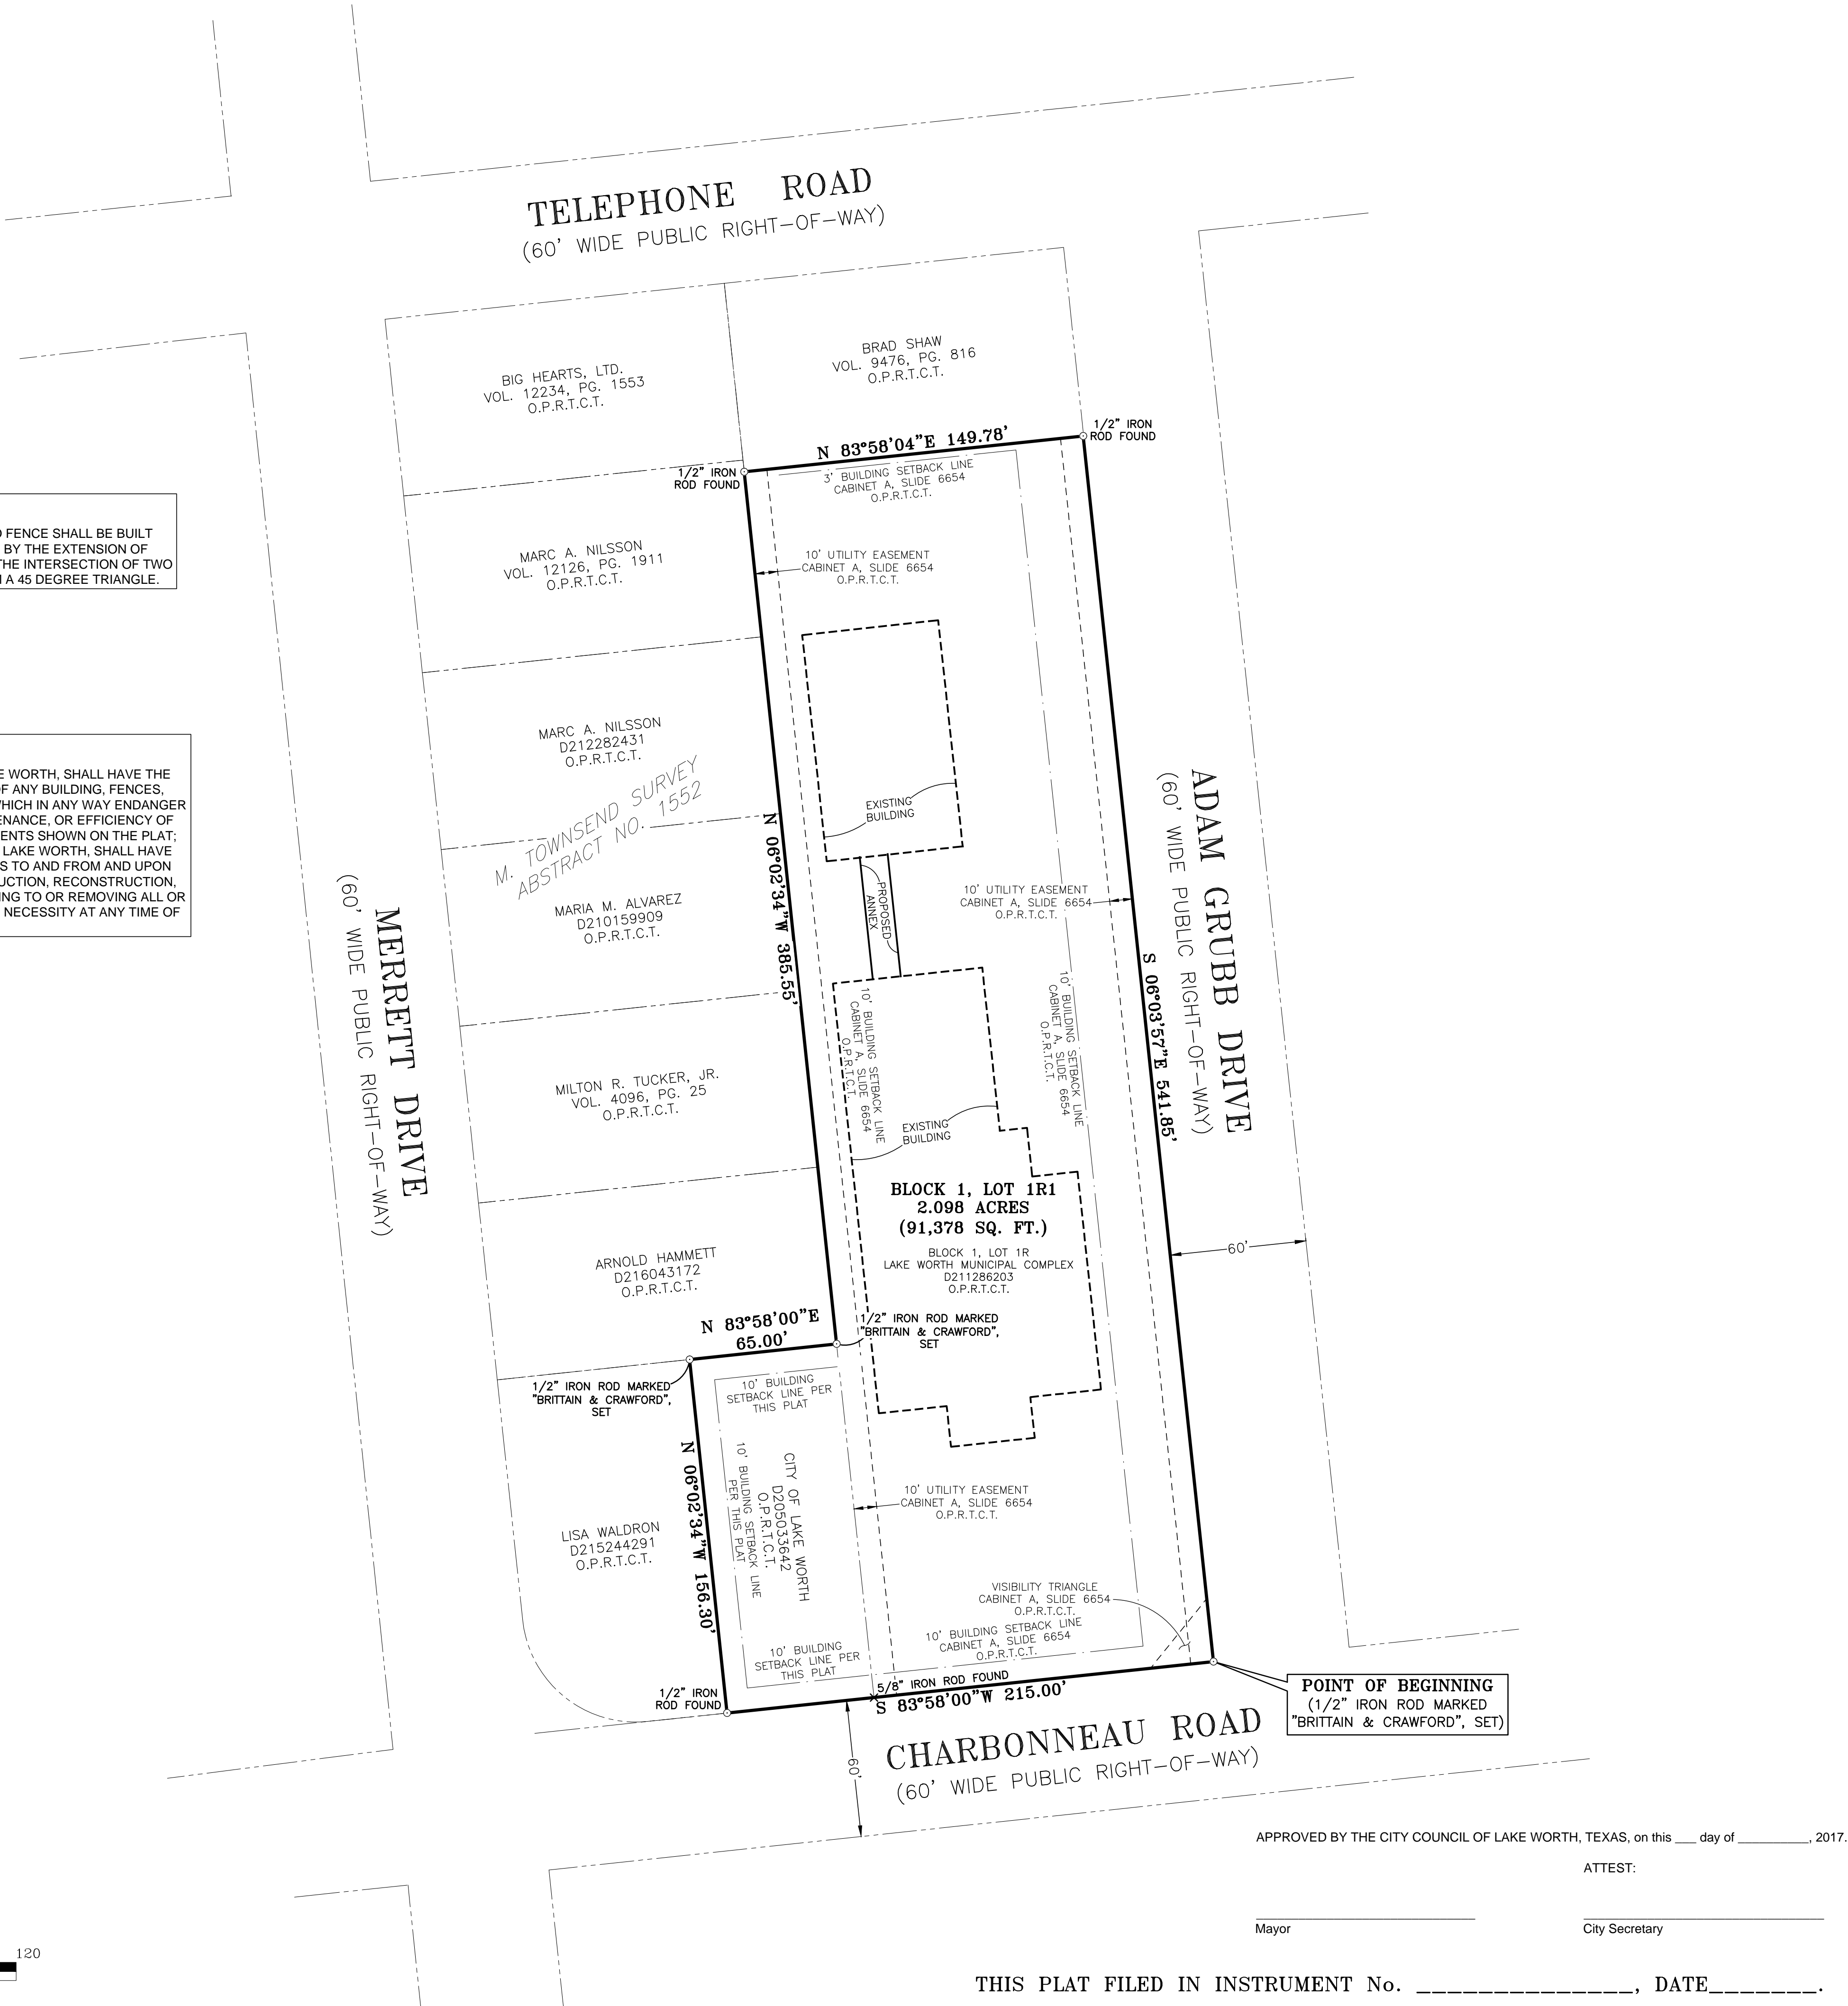 TELEPHONE ROAD
(60' WIDE PUBLIC RIGHT-OF-WAY)
BIG HEARTS, LTD.
VOL. 12234, PG. 1553
O.P.R.T.C.T.
BRAD SHAW
VOL. 9476, PG. 816
O.P.R.T.C.T.
N 83°58'04"E 149.78'
1/2" IRON
ROD FOUND
1/2" IRON
ROD FOUND
3' BUILDING SETBACK LINE
CABINET A, SLIDE 6654
O.P.R.T.C.T.
D FENCE SHALL BE BUILT
BY THE EXTENSION OF
THE INTERSECTION OF TWO
A 45 DEGREE TRIANGLE.
MARC A. NILSSON
VOL. 12126, PG. 1911
O.P.R.T.C.T.
10' UTILITY EASEMENT
CABINET A, SLIDE 6654
O.P.R.T.C.T.
MARC A. NILSSON
D212282431
O.P.R.T.C.T.
M. TOWNSEND SURVEY
ABSTRACT NO. 1552
E WORTH, SHALL HAVE THE
OF ANY BUILDING, FENCES,
WHICH IN ANY WAY ENDANGER
ENANCE, OR EFFICIENCY OF
ENTS SHOWN ON THE PLAT;
LAKE WORTH, SHALL HAVE
S TO AND FROM AND UPON
UCTION, RECONSTRUCTION,
NG TO OR REMOVING ALL OR
NECESSITY AT ANY TIME OF
EXISTING
BUILDING
N 06°02'34"W 385.55'
PROPOSED
ANNEX
10' UTILITY EASEMENT
CABINET A, SLIDE 6654
O.P.R.T.C.T.
ADAM GRUBB DRIVE
(60' WIDE PUBLIC RIGHT-OF-WAY)
S 06°03'57"E 541.85'
MARIA M. ALVAREZ
D210159909
O.P.R.T.C.T.
MERRETT DRIVE
(60' WIDE PUBLIC RIGHT-OF-WAY)
10' BUILDING SETBACK LINE
CABINET A, SLIDE 6654
O.P.R.T.C.T.
10' BUILDING SETBACK LINE
CABINET A, SLIDE 6654
O.P.R.T.C.T.
MILTON R. TUCKER, JR.
VOL. 4096, PG. 25
O.P.R.T.C.T.
EXISTING
BUILDING
BLOCK 1, LOT 1R1
2.098 ACRES
(91,378 SQ. FT.)
BLOCK 1, LOT 1R
LAKE WORTH MUNICIPAL COMPLEX
D211286203
O.P.R.T.C.T.
60'
ARNOLD HAMMETT
D216043172
O.P.R.T.C.T.
N 83°58'00"E
65.00'
1/2" IRON ROD MARKED
"BRITTAIN & CRAWFORD",
SET
1/2" IRON ROD MARKED
"BRITTAIN & CRAWFORD",
SET
10' BUILDING
SETBACK LINE PER
THIS PLAT
N 06°02'34"W 156.30'
10' BUILDING SETBACK LINE
PER THIS PLAT
CITY OF LAKE WORTH
D205033642
O.P.R.T.C.T.
10' UTILITY EASEMENT
CABINET A, SLIDE 6654
O.P.R.T.C.T.
LISA WALDRON
D215244291
O.P.R.T.C.T.
VISIBILITY TRIANGLE
CABINET A, SLIDE 6654
O.P.R.T.C.T.
10' BUILDING SETBACK LINE
CABINET A, SLIDE 6654
O.P.R.T.C.T.
10' BUILDING
SETBACK LINE PER
THIS PLAT
1/2" IRON
ROD FOUND
5/8" IRON ROD FOUND
S 83°58'00"W 215.00'
POINT OF BEGINNING
(1/2" IRON ROD MARKED
"BRITTAIN & CRAWFORD", SET)
60'
CHARBONNEAU ROAD
(60' WIDE PUBLIC RIGHT-OF-WAY)
APPROVED BY THE CITY COUNCIL OF LAKE WORTH, TEXAS, on this ___ day of __________, 2017.
ATTEST:
Mayor
City Secretary
120
THIS PLAT FILED IN INSTRUMENT No. ______________, DATE_______.